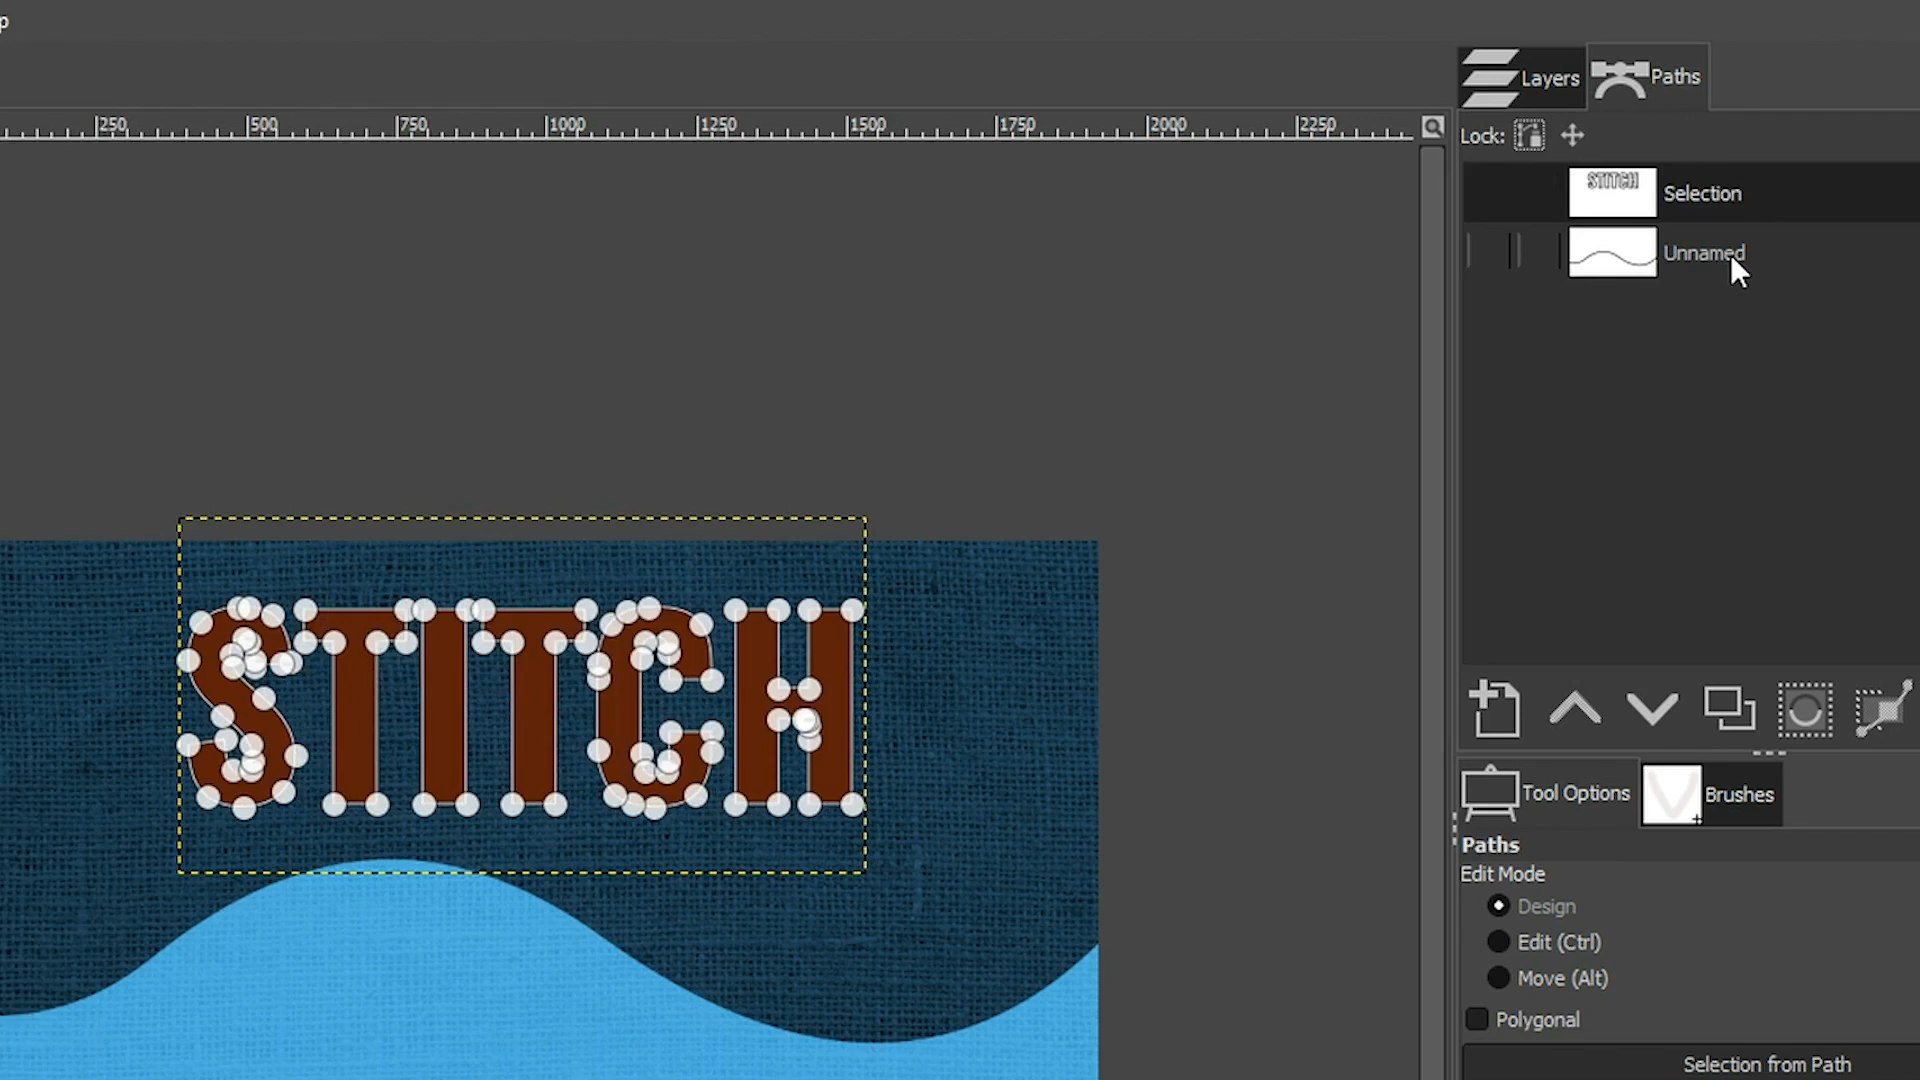 p
Layers
Paths
250
500
750
1000
1250
1500
1750
2000
2250
Lock:
STITCH
Selection
Unnamed
STITCH
Tool Options
Brushes
Paths
Edit Mode
Design
Edit (Ctrl)
Move (Alt)
Polygonal
Selection from Path